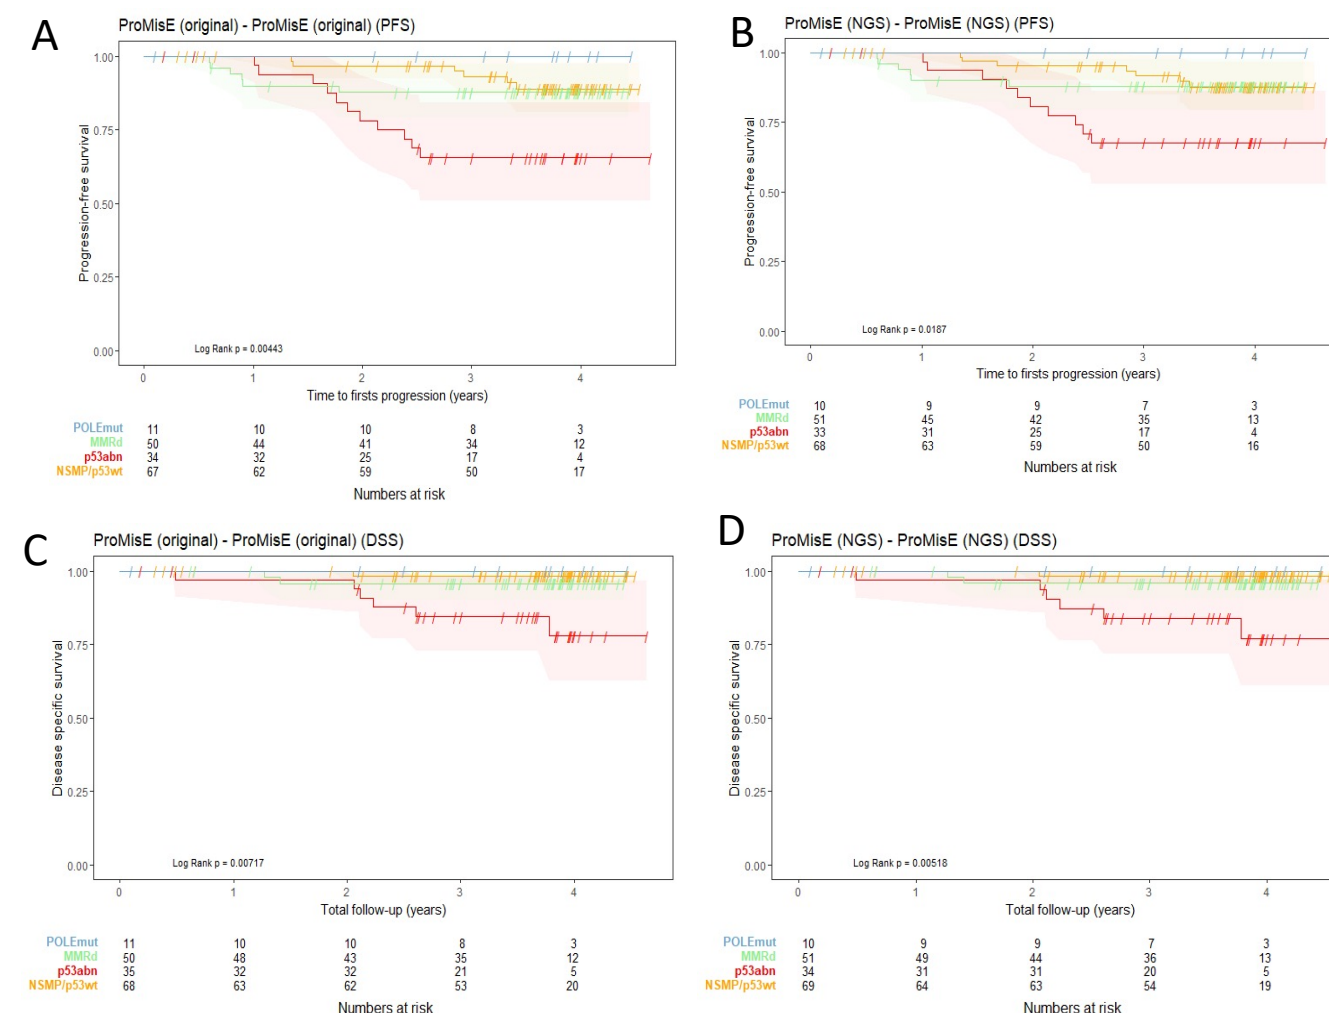 A
ProMisE (original) - ProMisE (original) (PFS)
Progression-free survival
1.00
0.75
0.50
0.25
0.00
Log Rank p = 0.00443
0 1 2 3 4
Time to firsts progression (years)
POLEmut 11 10 10 8 3
MMRd 50 44 41 34 12
p53abn 34 32 25 17 4
NSMP/p53wt 67 62 59 50 17
Numbers at risk
B
ProMisE (NGS) - ProMisE (NGS) (PFS)
Progression-free survival
1.00
0.75
0.50
0.25
0.00
Log Rank p = 0.0187
0 1 2 3 4
Time to firsts progression (years)
POLEmut 10 9 9 7 3
MMRd 51 45 42 35 13
p53abn 33 31 25 17 4
NSMP/p53wt 68 63 59 50 16
Numbers at risk
C
ProMisE (original) - ProMisE (original) (DSS)
Disease specific survival
1.00
0.75
0.50
0.25
0.00
Log Rank p = 0.00717
0 1 2 3 4
Total follow-up (years)
POLEmut 11 10 10 8 3
MMRd 50 48 43 35 12
p53abn 35 32 32 21 5
NSMP/p53wt 68 63 62 53 20
Numbers at risk
D
ProMisE (NGS) - ProMisE (NGS) (DSS)
Disease specific survival
1.00
0.75
0.50
0.25
0.00
Log Rank p = 0.00518
0 1 2 3 4
Total follow-up (years)
POLEmut 10 9 9 7 3
MMRd 51 49 44 36 13
p53abn 34 31 31 20 5
NSMP/p53wt 69 64 63 54 19
Numbers at risk